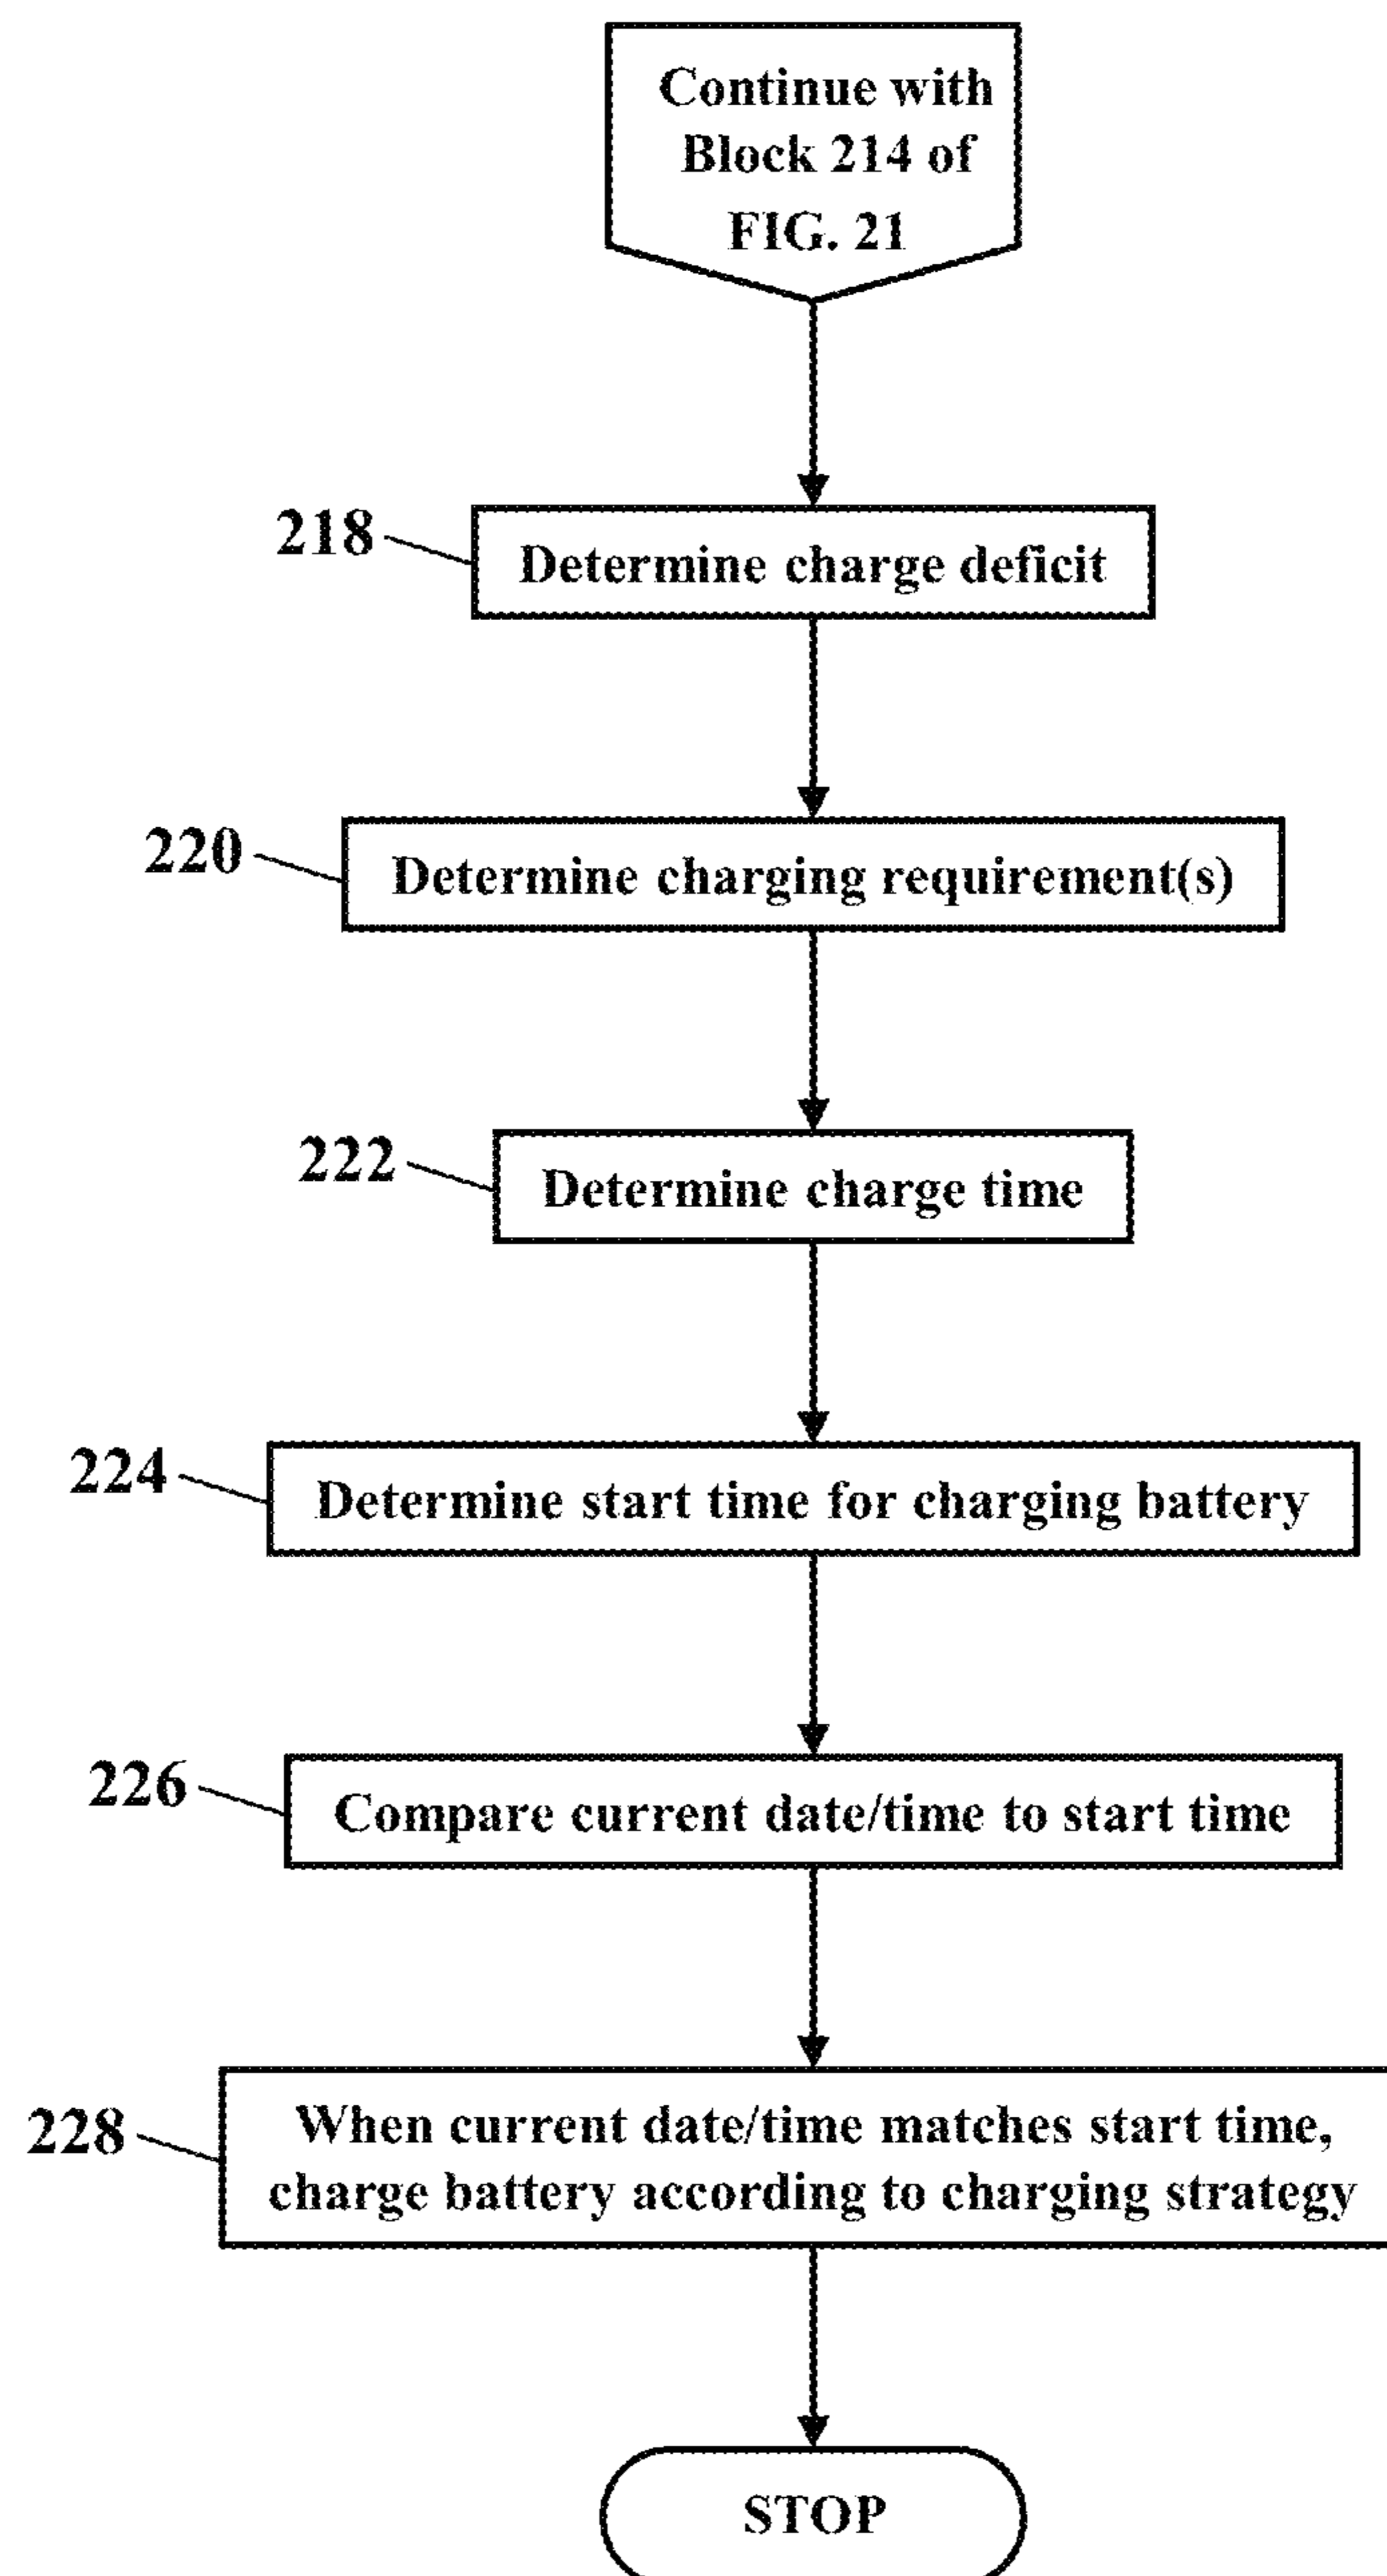 Continue with
Block 214 of
FIG. 21
218
Determine charge deficit
220
Determine charging requirement(s)
222
Determine charge time
224
Determine start time for charging battery
226
Compare current date/time to start time
228
When current date/time matches start time,
charge battery according to charging strategy
STOP